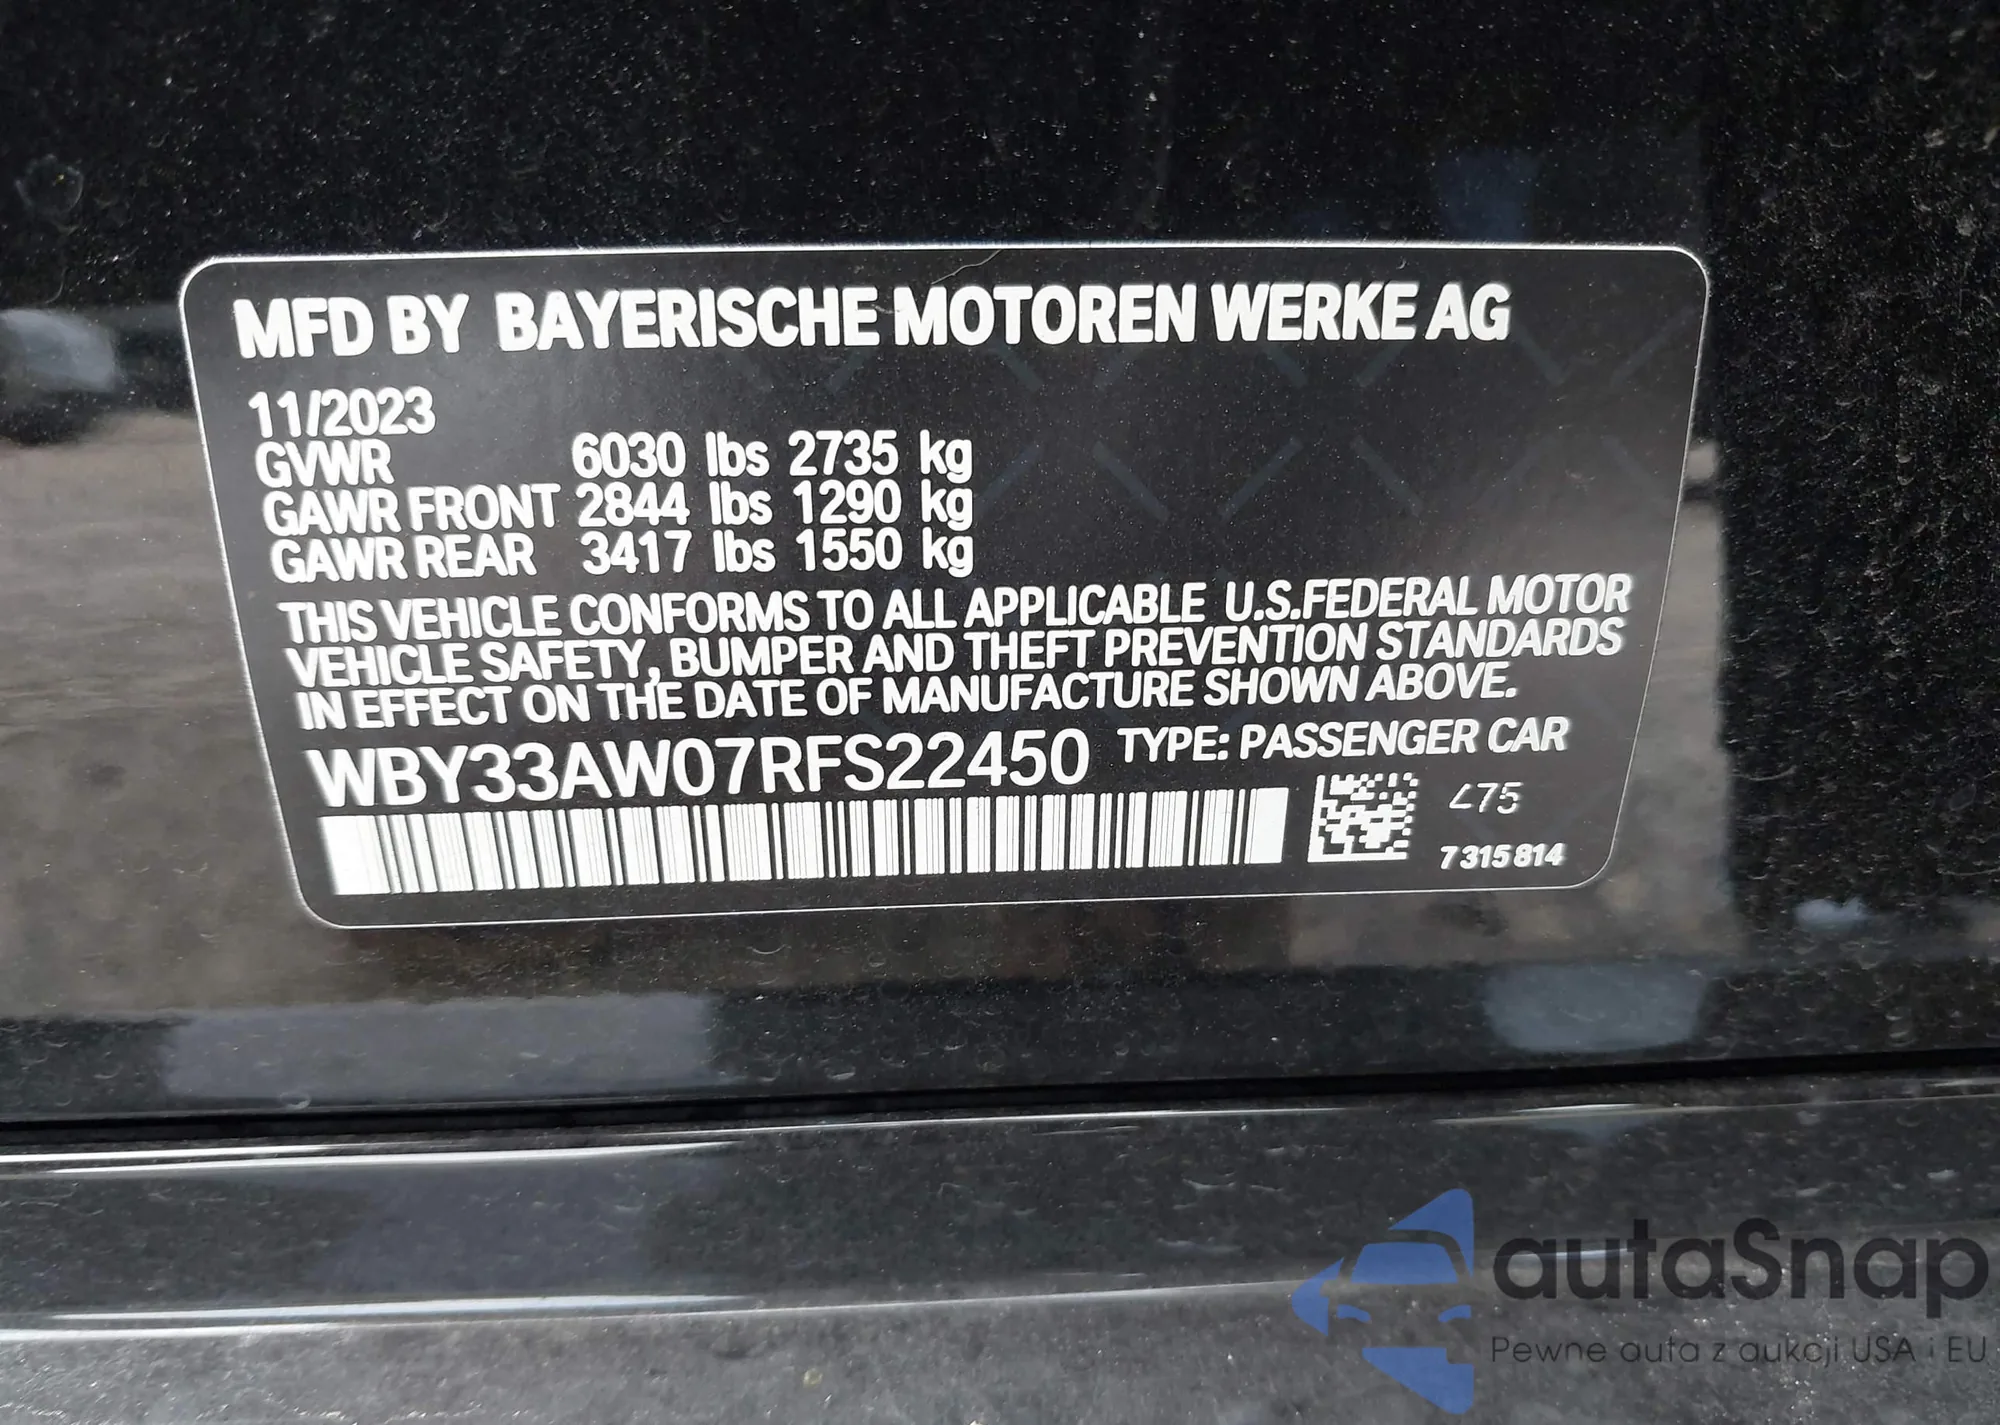 MFD BY BAYERISCHE MOTOREN WERKE AG
11/2023
GVWR 6030 lbs 2735 kg
GAWR FRONT 2844 lbs 1290 kg
GAWR REAR 3417 lbs 1550 kg
THIS VEHICLE CONFORMS TO ALL APPLICABLE U.S.FEDERAL MOTOR
VEHICLE SAFETY, BUMPER AND THEFT PREVENTION STANDARDS
IN EFFECT ON THE DATE OF MANUFACTURE SHOWN ABOVE.
WBY33AW07RFS22450 TYPE: PASSENGER CAR
475
7315814
autaSnap
Pewne auta z aukcji USA i EU